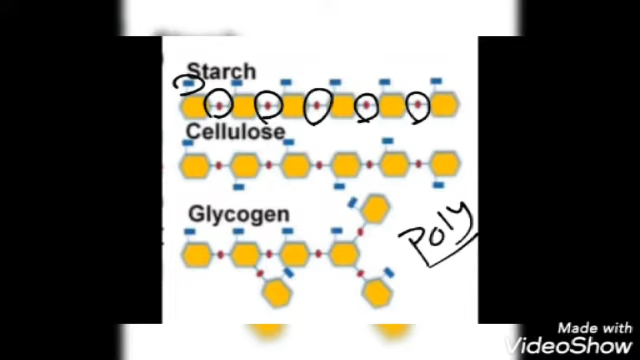 Starch
Cellulose
Glycogen
Poly
Made with
VideoShow